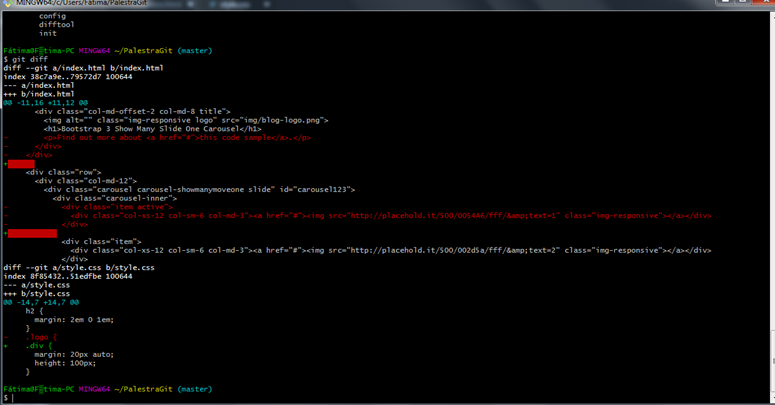 MINGW64:/c/Users/Fatima/PalestraGit
config
difftool
init
Fátima@F tima-PC MINGW64 ~/PalestraGit (master)
$ git diff
diff --git a/index.html b/index.html
index 38c7a9e..79572d7 100644
--- a/index.html
+++ b/index.html
@@ -11,16 +11,12 @@
<div class="col-md-offset-2 col-md-8 title">
<img alt="" class="img-responsive logo" src="img/blog-logo.png">
<h1>Bootstrap 3 Show Many Slide One Carousel</h1>
- <p>Find out more about <a href="#">this code sample</a>.</p>
- </div>
- </div>
+
<div class="row">
<div class="col-md-12">
<div class="carousel carousel-showmanymoveone slide" id="carousel123">
<div class="carousel-inner">
- <div class="item active">
- <div class="col-xs-12 col-sm-6 col-md-3"><a href="#"><img src="http://placehold.it/500/0054A6/fff/&amp;text=1" class="img-responsive"></a></div>
- </div>
+
<div class="item">
<div class="col-xs-12 col-sm-6 col-md-3"><a href="#"><img src="http://placehold.it/500/002d5a/fff/&amp;text=2" class="img-responsive"></a></div>
</div>
diff --git a/style.css b/style.css
index 8f85432..51edfbe 100644
--- a/style.css
+++ b/style.css
@@ -14,7 +14,7 @@
h2 {
margin: 2em 0 1em;
}
- .logo {
+ .div {
margin: 20px auto;
height: 100px;
}
Fátima@F tima-PC MINGW64 ~/PalestraGit (master)
$